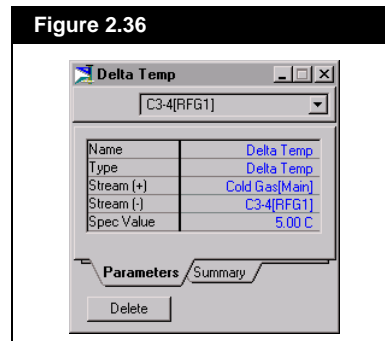 Figure 2.36
Delta Temp
C3-4[RFG1]
Name Delta Temp
Type Delta Temp
Stream (+) Cold Gas[Main]
Stream (-) C3-4[RFG1]
Spec Value 5.00 C
Parameters Summary
Delete